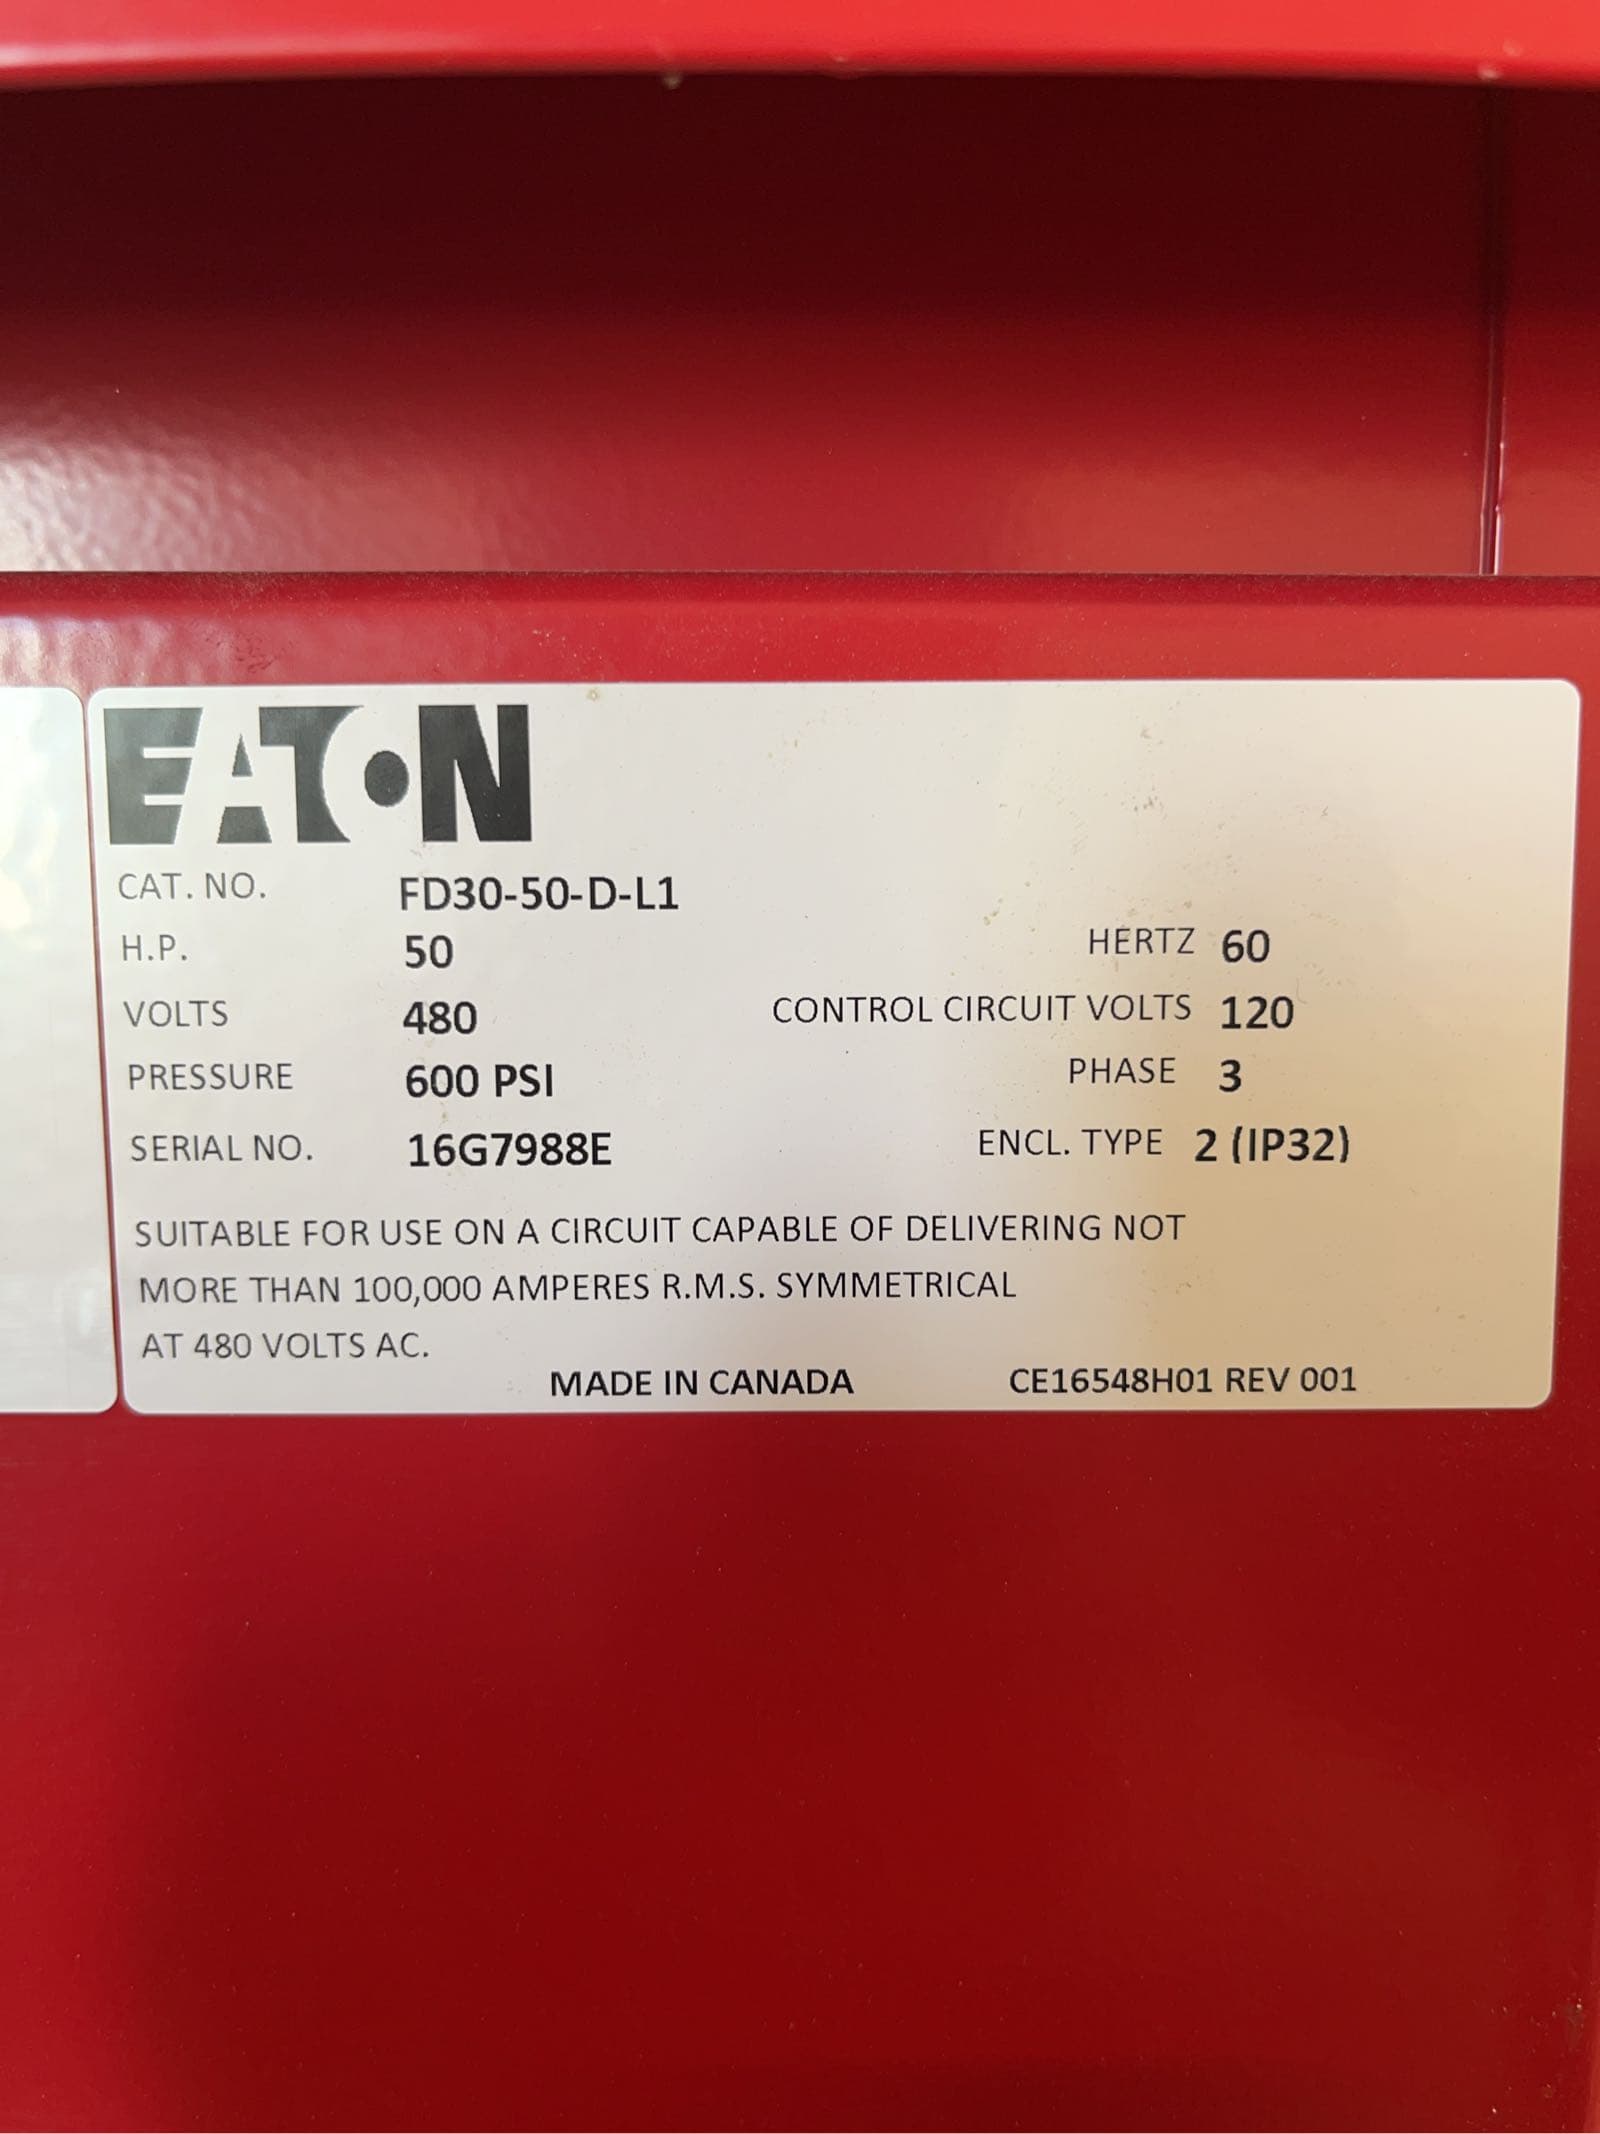 EATON
CAT. NO. FD30-50-D-L1
H.P. 50 HERTZ 60
VOLTS 480 CONTROL CIRCUIT VOLTS 120
PRESSURE 600 PSI PHASE 3
SERIAL NO. 16G7988E ENCL. TYPE 2 (IP32)
SUITABLE FOR USE ON A CIRCUIT CAPABLE OF DELIVERING NOT
MORE THAN 100,000 AMPERES R.M.S. SYMMETRICAL
AT 480 VOLTS AC.
MADE IN CANADA CE16548H01 REV 001